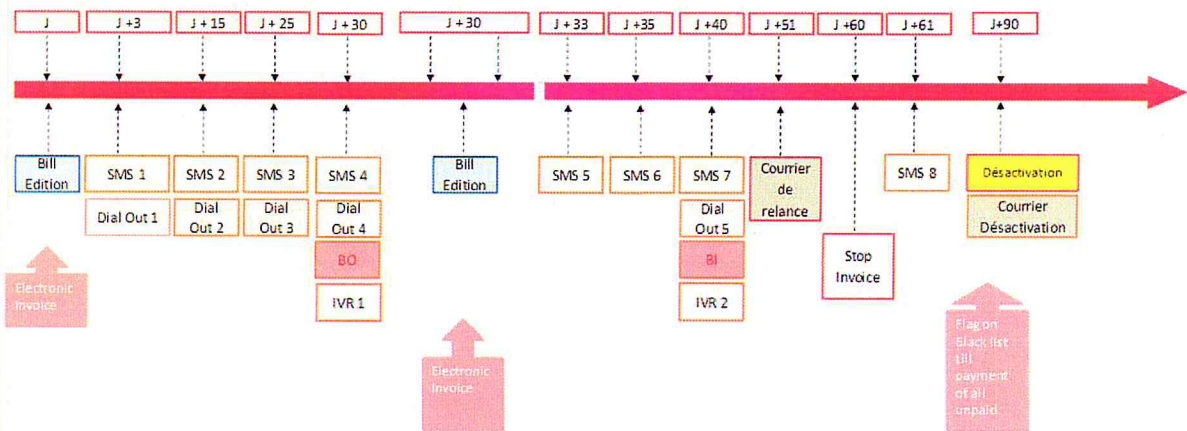 J
J +3
J +15
J +25
J +30
J +30
J +33
J +35
J +40
J +51
J +60
J +61
J+90
Bill
Edition
SMS 1
SMS 2
SMS 3
SMS 4
Bill
Edition
SMS 5
SMS 6
SMS 7
Courrier
de
relance
SMS 8
Désactivation
Dial Out 1
Dial
Out 2
Dial
Out 3
Dial
Out 4
Dial
Out 5
Courrier
Désactivation
BO
BI
Stop
Invoice
IVR 1
IVR 2
Electronic
Invoice
Electronic
Invoice
Flag on
Black list
till
payment
of all
unpaid